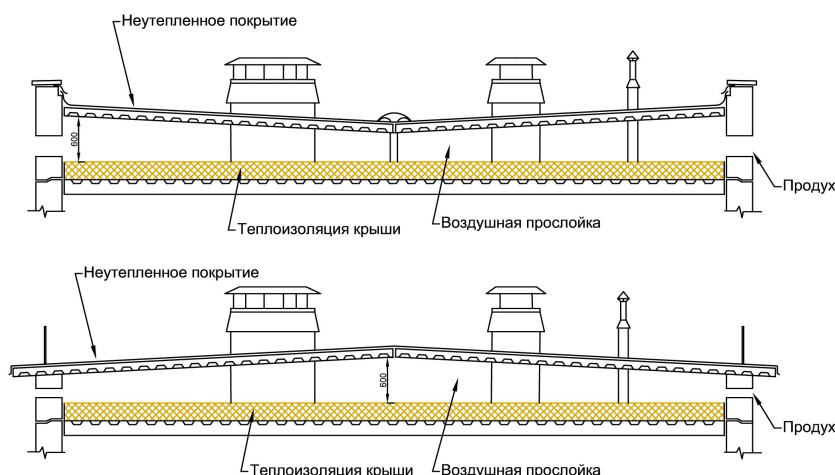 Неутепленное покрытие
600
Продух
Воздушная прослойка
Теплоизоляция крыши
Неутепленное покрытие
600
Продух
Теплоизоляция крыши
Воздушная прослойка